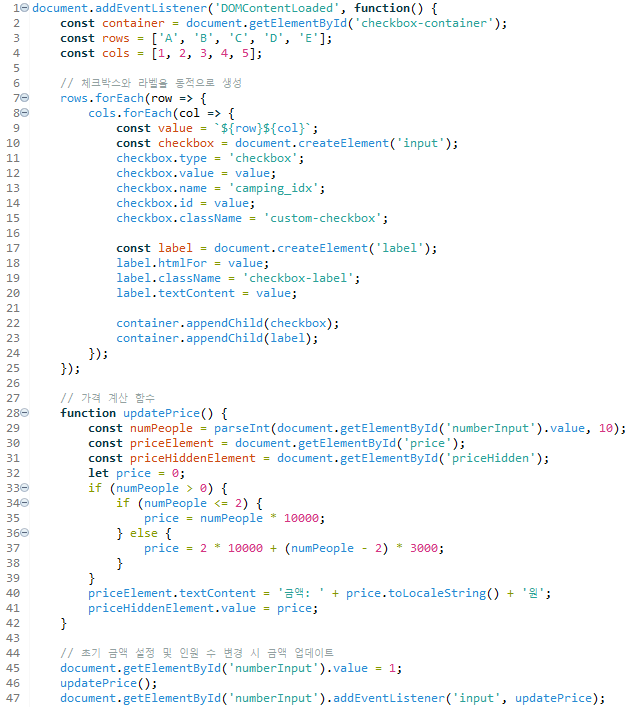 1 document.addEventListener('DOMContentLoaded', function() {
2     const container = document.getElementById('checkbox-container');
3     const rows = ['A', 'B', 'C', 'D', 'E'];
4     const cols = [1, 2, 3, 4, 5];
5
6     // 체크박스와 라벨을 동적으로 생성
7     rows.forEach(row => {
8         cols.forEach(col => {
9             const value = `${row}${col}`;
10             const checkbox = document.createElement('input');
11             checkbox.type = 'checkbox';
12             checkbox.value = value;
13             checkbox.name = 'camping_idx';
14             checkbox.id = value;
15             checkbox.className = 'custom-checkbox';
16
17             const label = document.createElement('label');
18             label.htmlFor = value;
19             label.className = 'checkbox-label';
20             label.textContent = value;
21
22             container.appendChild(checkbox);
23             container.appendChild(label);
24         });
25     });
26
27     // 가격 계산 함수
28     function updatePrice() {
29         const numPeople = parseInt(document.getElementById('numberInput').value, 10);
30         const priceElement = document.getElementById('price');
31         const priceHiddenElement = document.getElementById('priceHidden');
32         let price = 0;
33         if (numPeople > 0) {
34             if (numPeople <= 2) {
35                 price = numPeople * 10000;
36             } else {
37                 price = 2 * 10000 + (numPeople - 2) * 3000;
38             }
39         }
40         priceElement.textContent = '금액: ' + price.toLocaleString() + '원';
41         priceHiddenElement.value = price;
42     }
43
44     // 초기 금액 설정 및 인원 수 변경 시 금액 업데이트
45     document.getElementById('numberInput').value = 1;
46     updatePrice();
47     document.getElementById('numberInput').addEventListener('input', updatePrice);